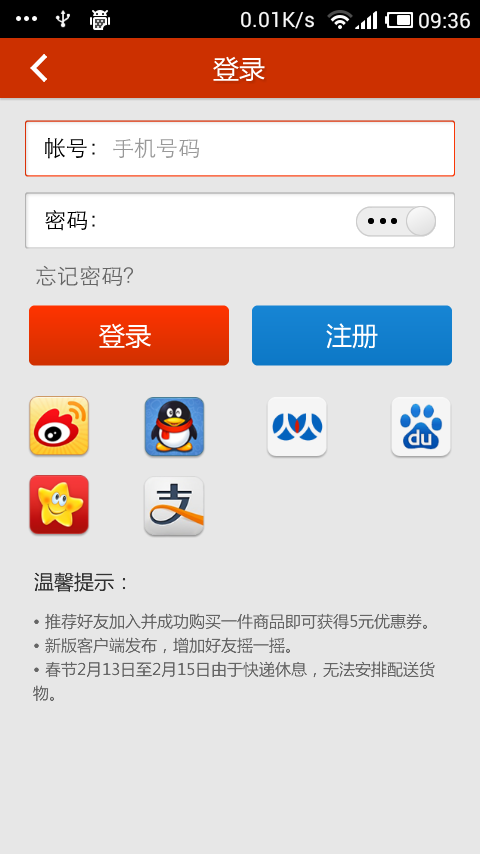 0.01K/s 09:36
登录
帐号： 手机号码
密码：
忘记密码?
登录 注册
du
支
温馨提示：
• 推荐好友加入并成功购买一件商品即可获得5元优惠券。
• 新版客户端发布，增加好友摇一摇。
• 春节2月13日至2月15日由于快递休息，无法安排配送货
物。